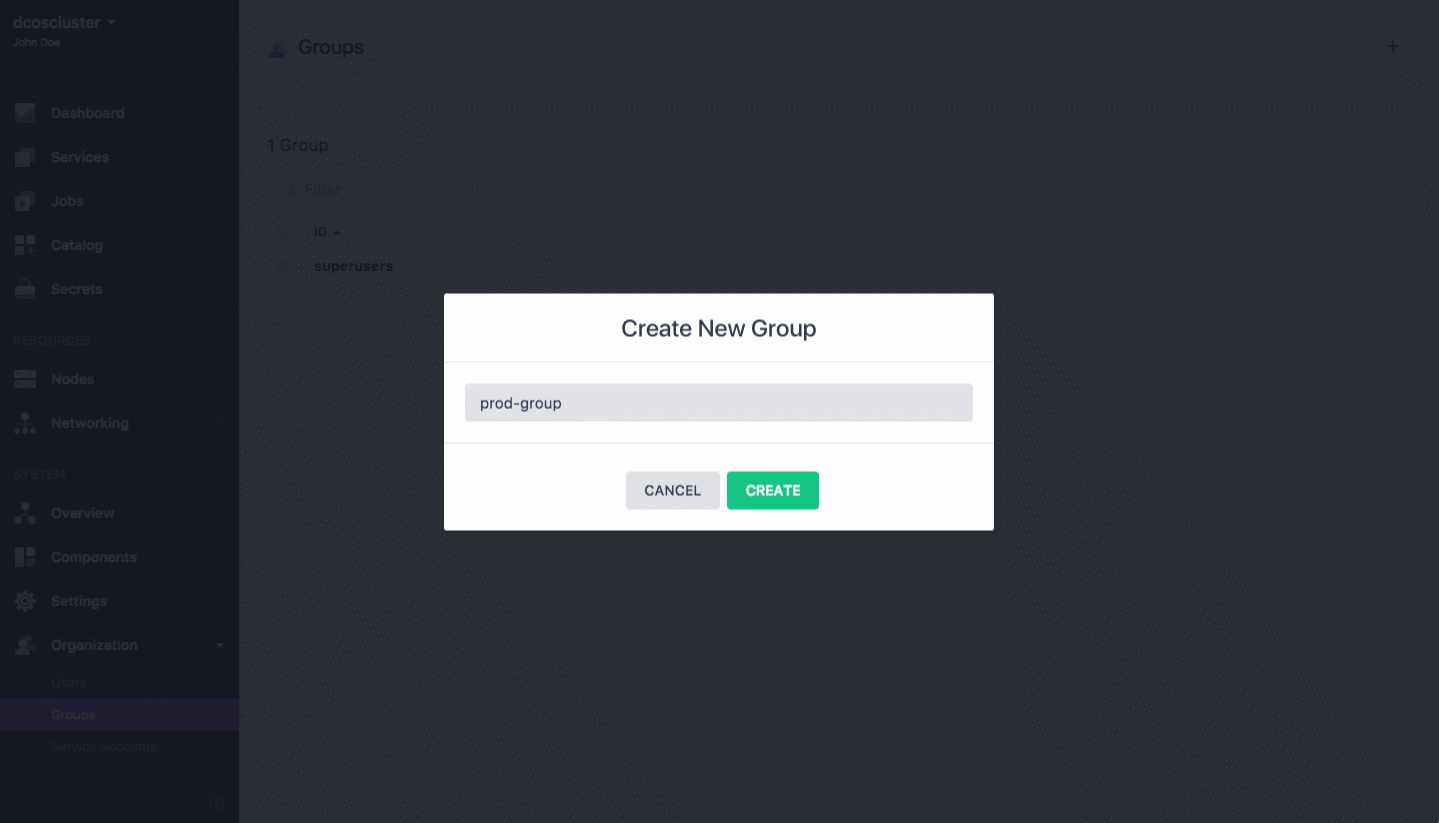 dcoscluster
John Doe
Dashboard
Services
Jobs
Catalog
Secrets
RESOURCES
Nodes
Networking
SYSTEM
Overview
Components
Settings
Organization
Users
Groups
Service Accounts
Groups
1 Group
Filter
ID
superusers
Create New Group
prod-group
CANCEL CREATE